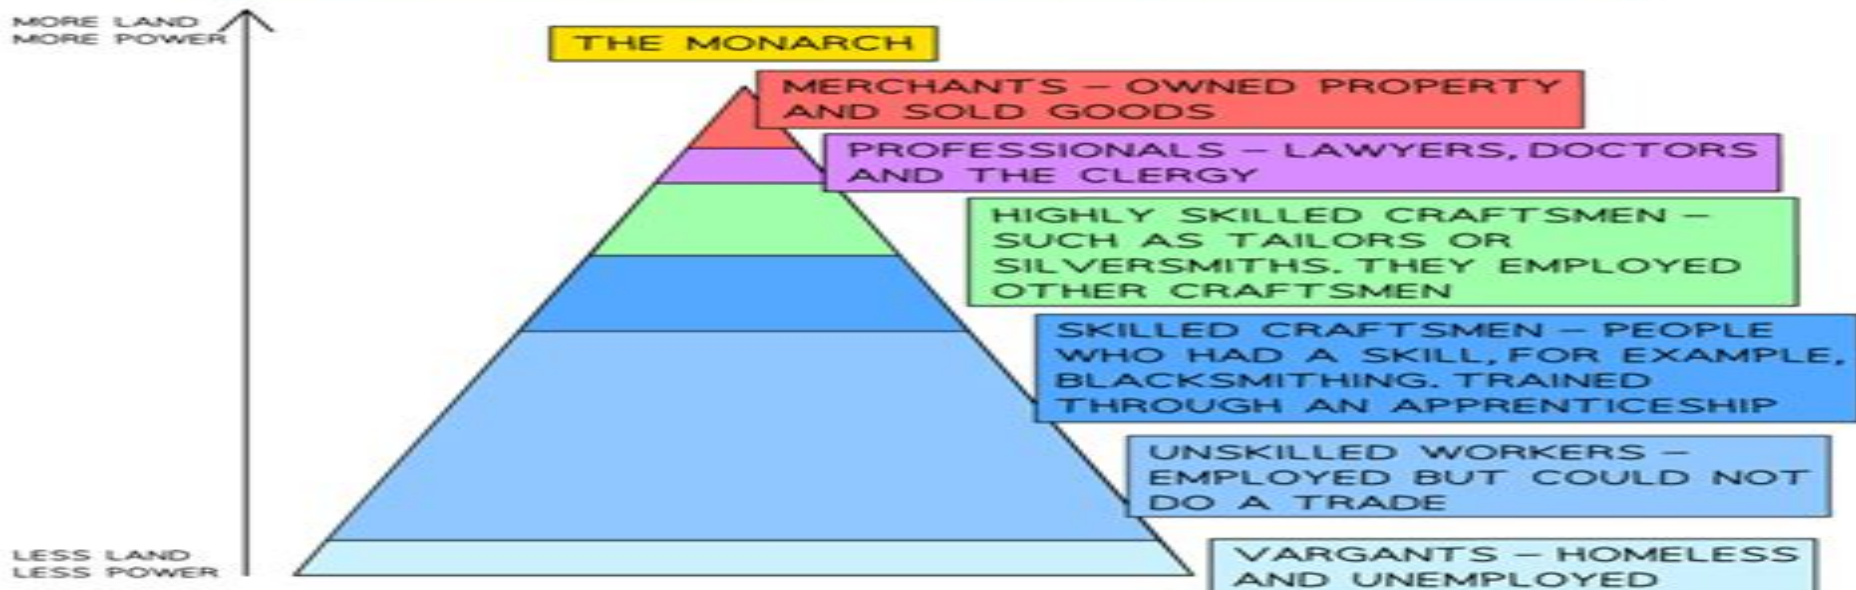 MORE LAND
MORE POWER
THE MONARCH
MERCHANTS – OWNED PROPERTY
AND SOLD GOODS
PROFESSIONALS – LAWYERS, DOCTORS
AND THE CLERGY
HIGHLY SKILLED CRAFTSMEN –
SUCH AS TAILORS OR
SILVERSMITHS. THEY EMPLOYED
OTHER CRAFTSMEN
SKILLED CRAFTSMEN – PEOPLE
WHO HAD A SKILL, FOR EXAMPLE,
BLACKSMITHING. TRAINED
THROUGH AN APPRENTICESHIP
UNSKILLED WORKERS –
EMPLOYED BUT COULD NOT
DO A TRADE
LESS LAND
LESS POWER
VARGANTS – HOMELESS
AND UNEMPLOYED